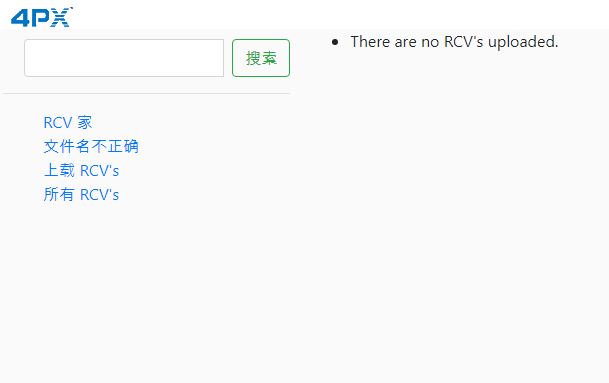 4PX
搜索
RCV 家
文件名不正确
上载 RCV's
所有 RCV's
There are no RCV's uploaded.